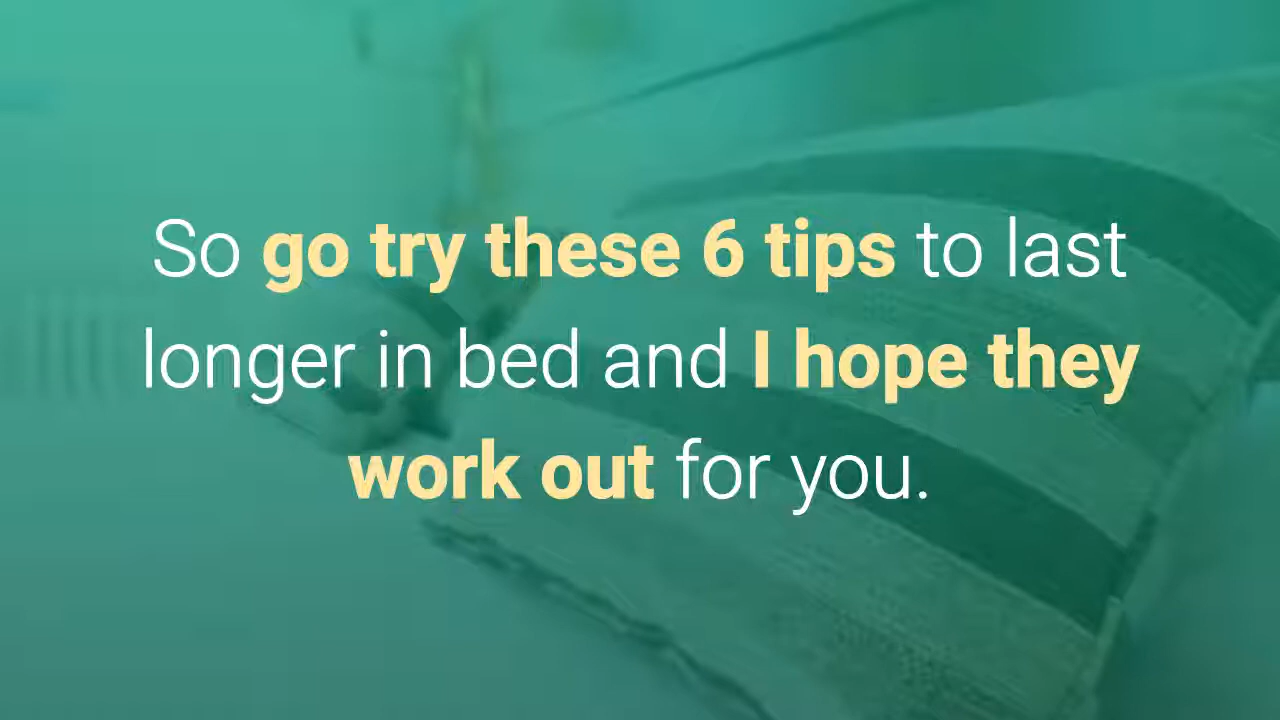 So go try these 6 tips to last
longer in bed and I hope they
work out for you.